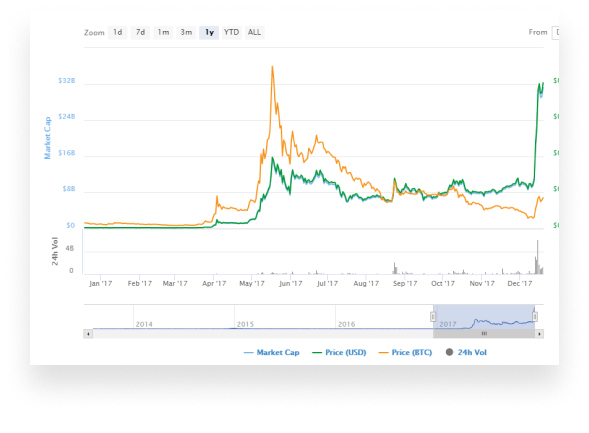 Zoom 1d 7d 1m 3m 1y YTD ALL From
$32B
$24B
$16B
$8B
$0
Market Cap
24h Vol
4B
0
Jan '17 Feb '17 Mar '17 Apr '17 May '17 Jun '17 Jul '17 Aug '17 Sep '17 Oct '17 Nov '17 Dec '17
2014 2015 2016 2017
Market Cap Price (USD) Price (BTC) 24h Vol